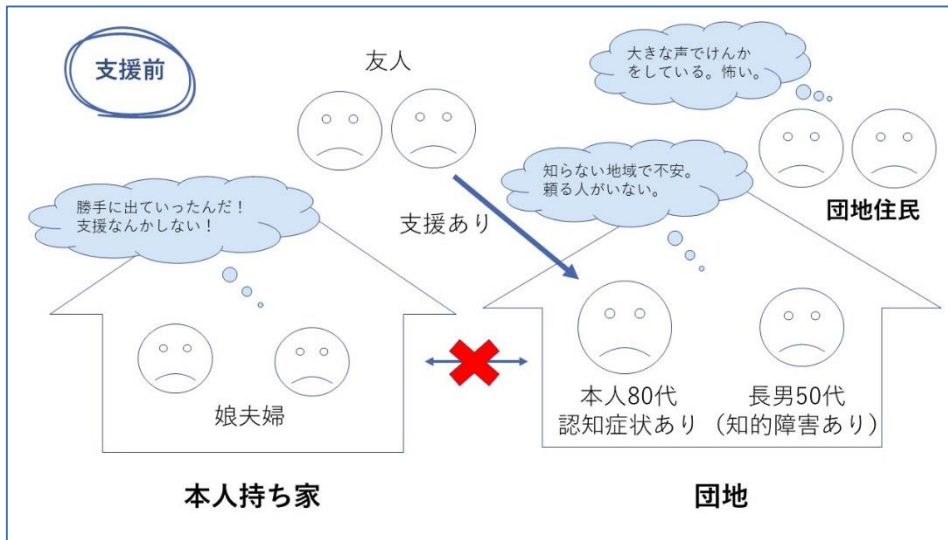 支援前
友人
大きな声でけんか
をしている。怖い。
団地住民
知らない地域で不安。
頼る人がいない。
勝手に出ていったんだ！
支援なんかしない！
支援あり
娘夫婦
本人80代
認知症状あり
長男50代
（知的障害あり）
本人持ち家
団地